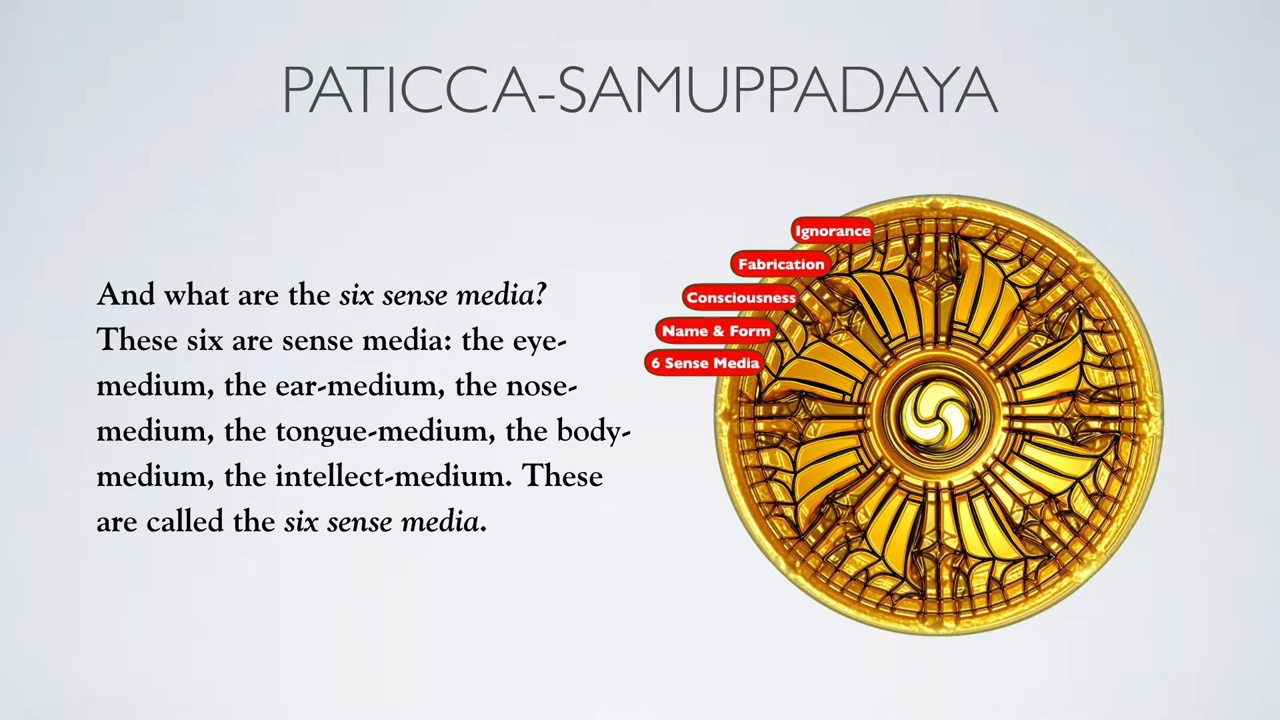 PATICCA-SAMUPPADAYA
And what are the six sense media?
These six are sense media: the eye-
medium, the ear-medium, the nose-
medium, the tongue-medium, the body-
medium, the intellect-medium. These
are called the six sense media.
Ignorance
Fabrication
Consciousness
Name & Form
6 Sense Media